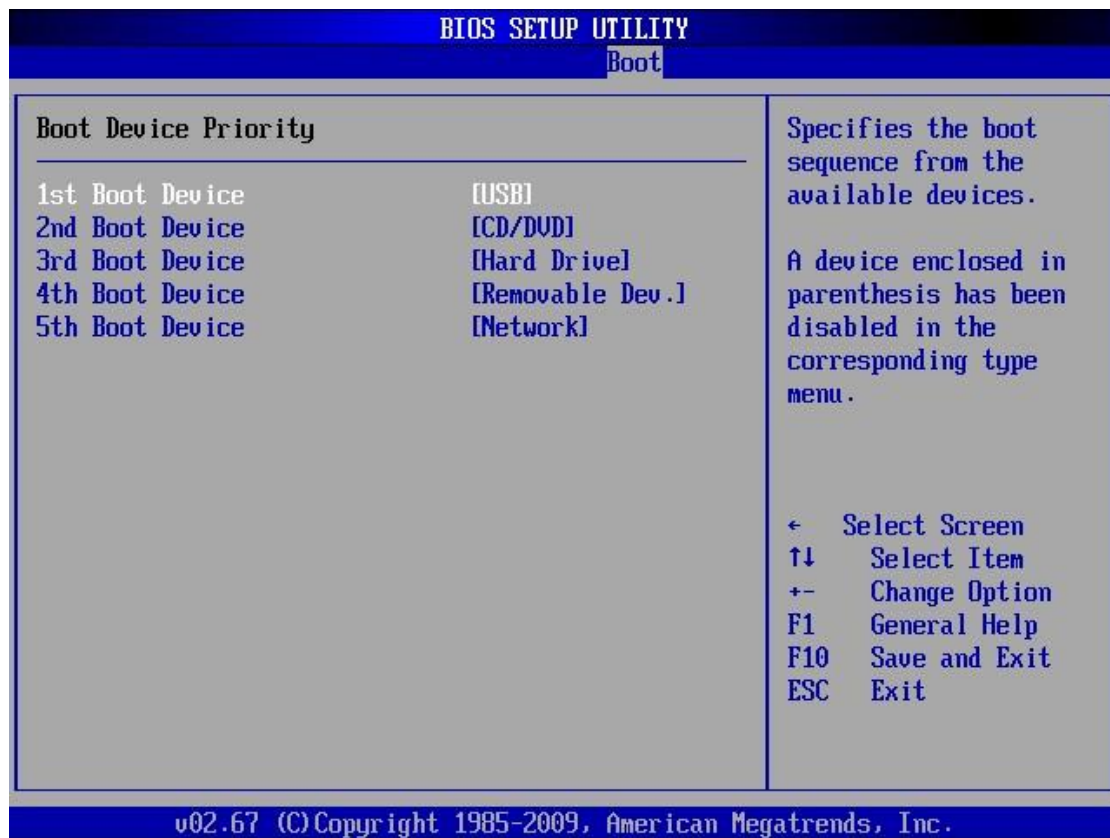 BIOS SETUP UTILITY
Boot
Boot Device Priority
1st Boot Device [USB]
2nd Boot Device [CD/DVD]
3rd Boot Device [Hard Drive]
4th Boot Device [Removable Dev.]
5th Boot Device [Network]
Specifies the boot
sequence from the
available devices.
A device enclosed in
parenthesis has been
disabled in the
corresponding type
menu.
← Select Screen
↑↓ Select Item
+- Change Option
F1 General Help
F10 Save and Exit
ESC Exit
v02.67 (C)Copyright 1985-2009, American Megatrends, Inc.